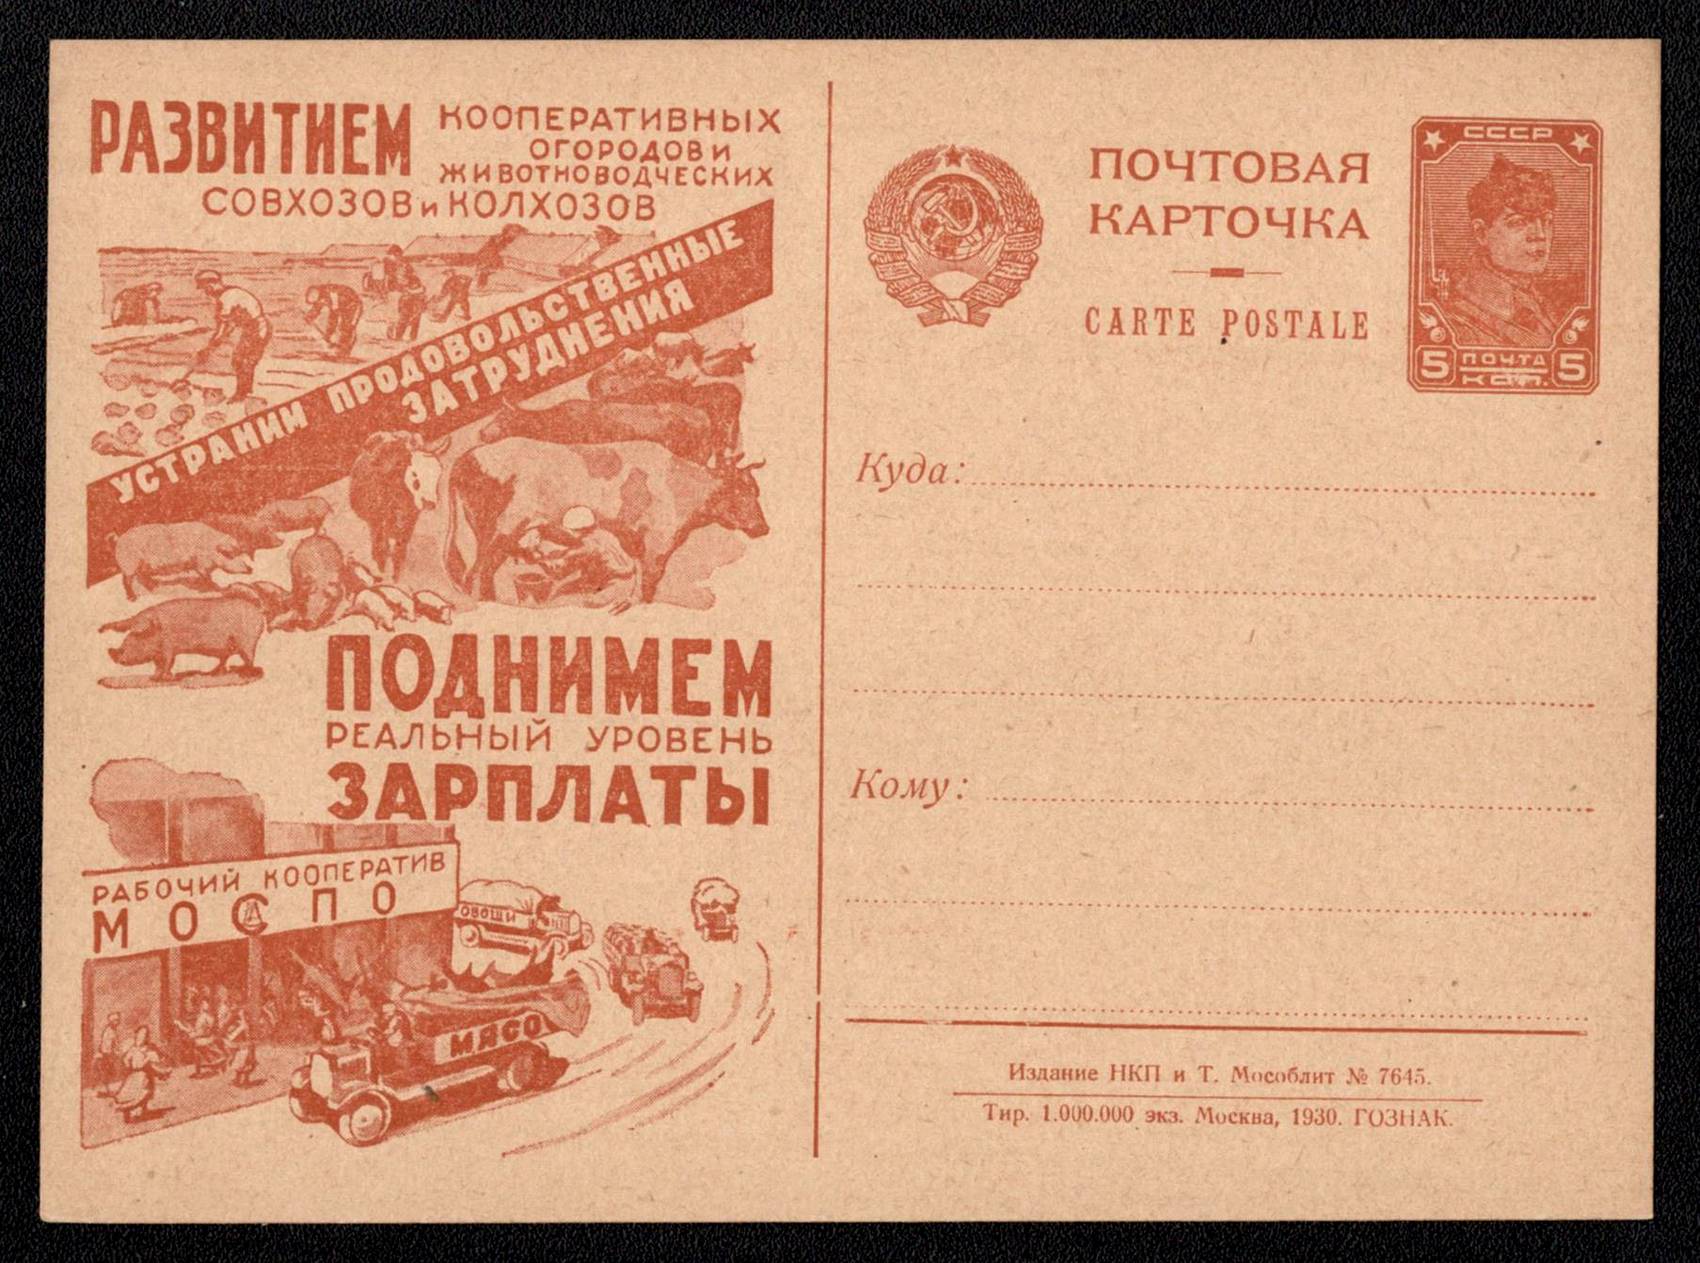 РАЗВИТИЕМ КООПЕРАТИВНЫХ
ОГОРОДОВ И
ЖИВОТНОВОДЧЕСКИХ
СОВХОЗОВ и КОЛХОЗОВ
УСТРАНИМ ПРОДОВОЛЬСТВЕННЫЕ
ЗАТРУДНЕНИЯ
ПОДНИМЕМ
РЕАЛЬНЫЙ УРОВЕНЬ
ЗАРПЛАТЫ
РАБОЧИЙ КООПЕРАТИВ
МОСПО
ОВОЩИ
МЯСО
ПОЧТОВАЯ
КАРТОЧКА
CARTE POSTALE
СССР
5 ПОЧТА 5
КОП.
Куда:
Кому:
Издание НКП и Т. Мособлит № 7645.
Тир. 1.000.000 экз. Москва, 1930. ГОЗНАК.